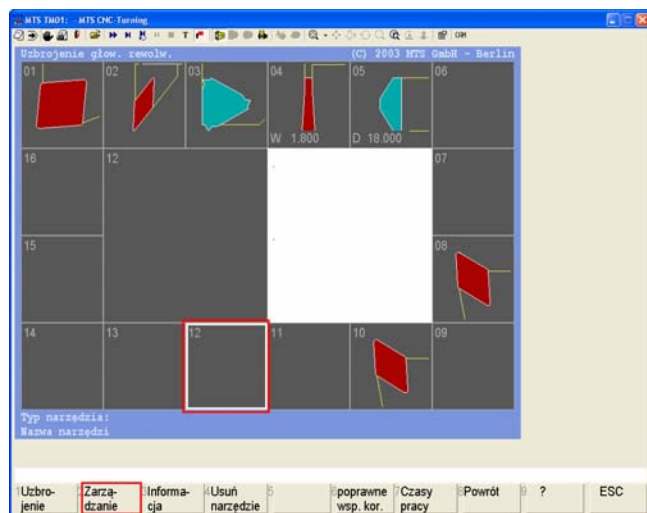 MTS TM01: - MTS CNC-Turning
T
CRM
Uzbrojenie głow. rewolw. (C) 2003 MTS GmbH - Berlin
01 02 03 04 05 06
W 1.800 D 18.000
16 12 07
15 08
14 13 12 11 10 09
Typ narzędzia:
Nazwa narzędzi
1 Uzbro- 2 Zarzą- 3 Informa- 4 Usuń 5 6 poprawne 7 Czasy 8 Powrót 9 ? ESC
jenie dzanie cja narzędzie wsp. kor. pracy